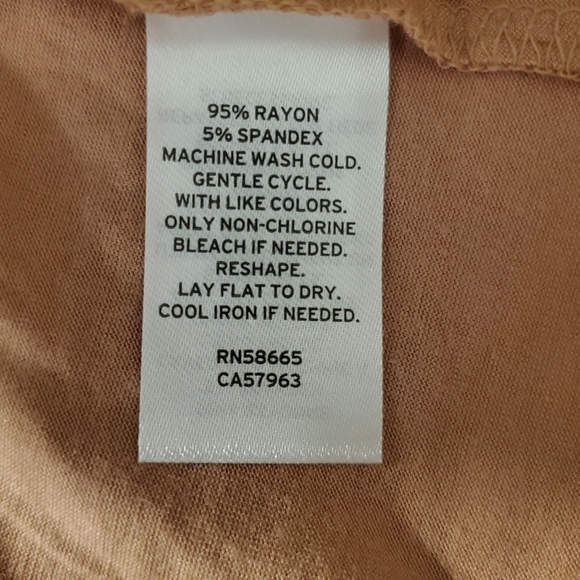 95% RAYON
5% SPANDEX
MACHINE WASH COLD.
GENTLE CYCLE.
WITH LIKE COLORS.
ONLY NON-CHLORINE
BLEACH IF NEEDED.
RESHAPE.
LAY FLAT TO DRY.
COOL IRON IF NEEDED.
RN58665
CA57963